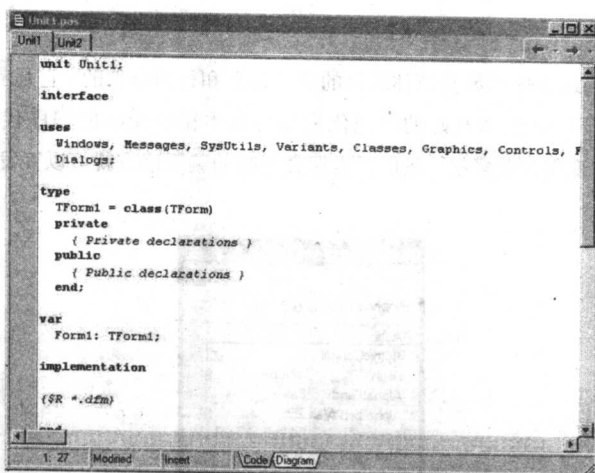 Unit1.pas
Unit1 Unit2
unit Unit1;
interface
uses
Windows, Messages, SysUtils, Variants, Classes, Graphics, Controls, F
Dialogs;
type
TForm1 = class(TForm)
private
{ Private declarations }
public
{ Public declarations }
end;
var
Form1: TForm1;
implementation
{$R *.dfm}
end
1: 27 Modified Insert Code Diagram